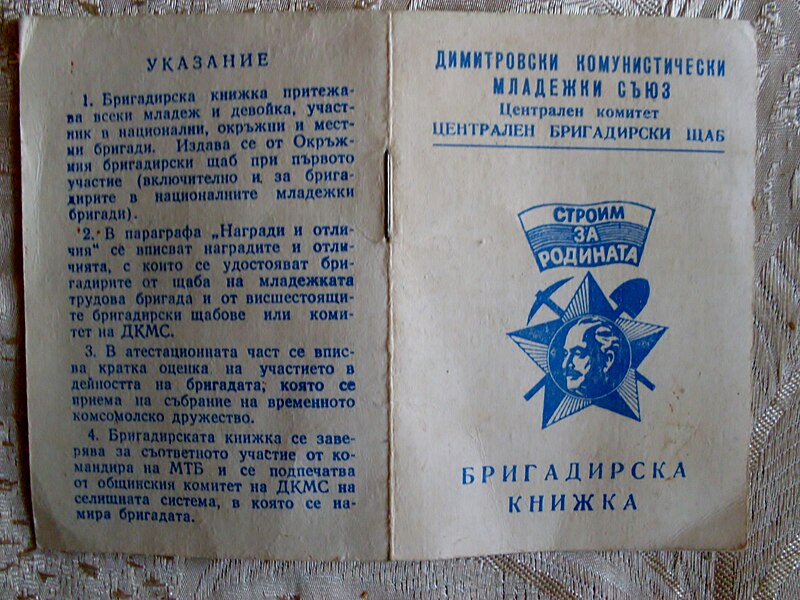 УКАЗАНИЕ
1. Бригадирска книжка притежа-
ва всеки младеж и девойка, участ-
ник в национални, окръжни и мест-
ни бригади. Издава се от Окръж-
мия бригадирски щаб при първото
участие (включително и за брига-
дирите в националните младежки
бригади).
2. В параграфа „Награди и отли-
чия" се вписват наградите и отли-
чията, с които се удостояват бри-
гадирите от щаба на младежката
трудова бригада и от висшестоящи-
те бригадирски щабове или коми-
тет на ДКМС.
3. В атестационната част се впис-
ва кратка оценка на участието в
дейността на бригадата, която се
приема на събрание на временното
комсомолско дружество.
4. Бригадирската книжка се заве-
рява за съответното участие от ко-
мандира на МТБ и се подпечатва
от общинския комитет на ДКМС на
селищната система, в която се на-
мира бригадата.
ДИМИТРОВСКИ КОМУНИСТИЧЕСКИ
МЛАДЕЖКИ СЪЮЗ
Централен комитет
ЦЕНТРАЛЕН БРИГАДИРСКИ ЩАБ
СТРОИМ
ЗА
РОДИНАТА
БРИГАДИРСКА
КНИЖКА